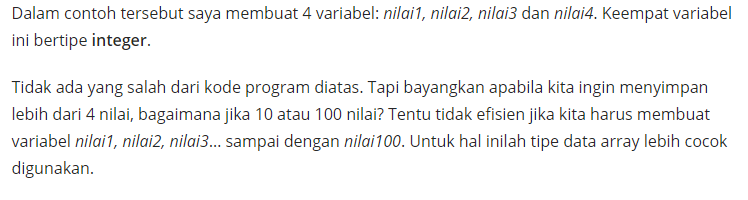 Dalam contoh tersebut saya membuat 4 variabel: nilai1, nilai2, nilai3 dan nilai4. Keempat variabel
ini bertipe integer.
Tidak ada yang salah dari kode program diatas. Tapi bayangkan apabila kita ingin menyimpan
lebih dari 4 nilai, bagaimana jika 10 atau 100 nilai? Tentu tidak efisien jika kita harus membuat
variabel nilai1, nilai2, nilai3… sampai dengan nilai100. Untuk hal inilah tipe data array lebih cocok
digunakan.